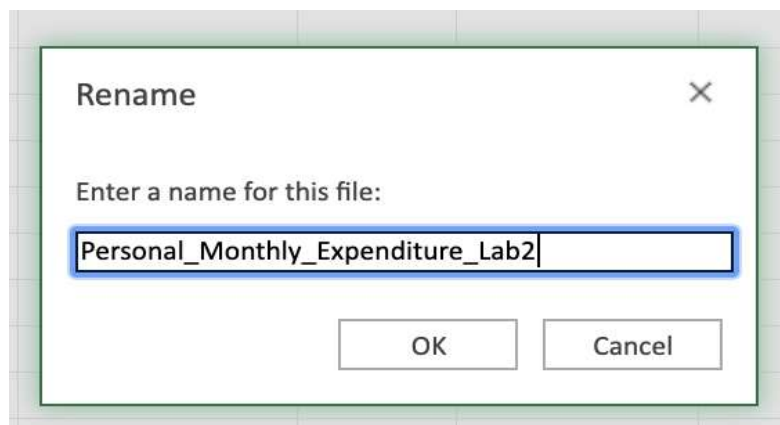 Rename
Enter a name for this file:
Personal_Monthly_Expenditure_Lab2
OK
Cancel